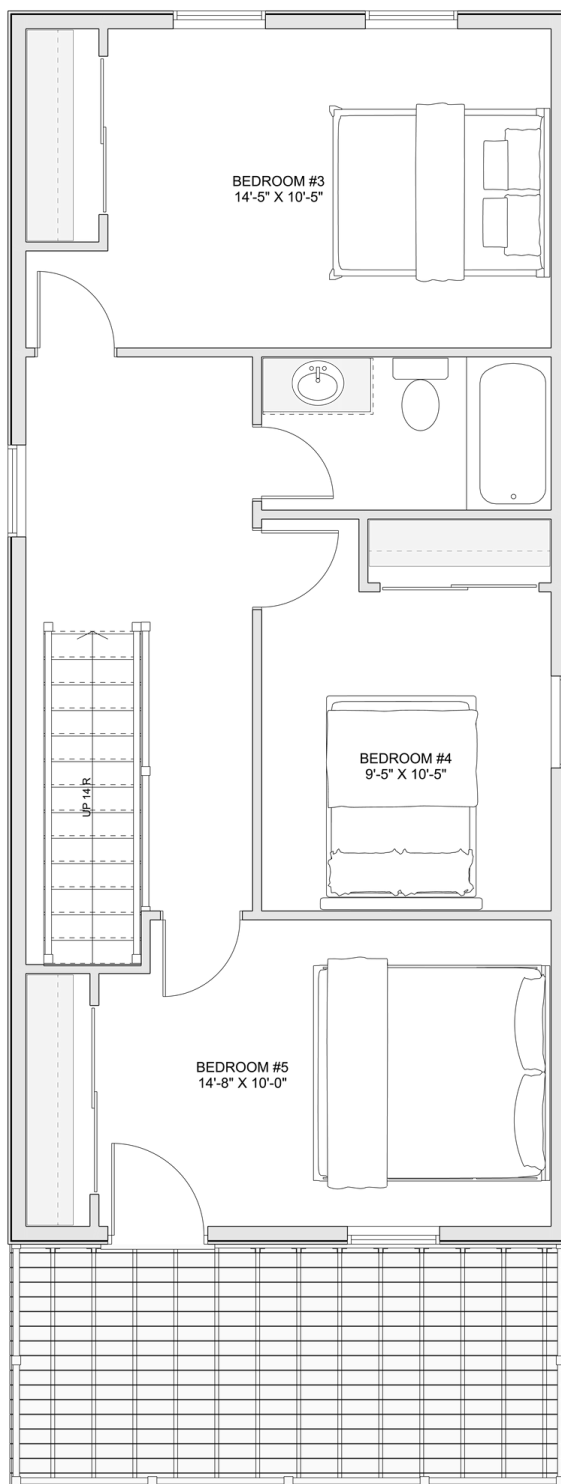 BEDROOM #3
14'-5" X 10'-5"
BEDROOM #4
9'-5" X 10'-5"
UP 14 R
BEDROOM #5
14'-8" X 10'-0"